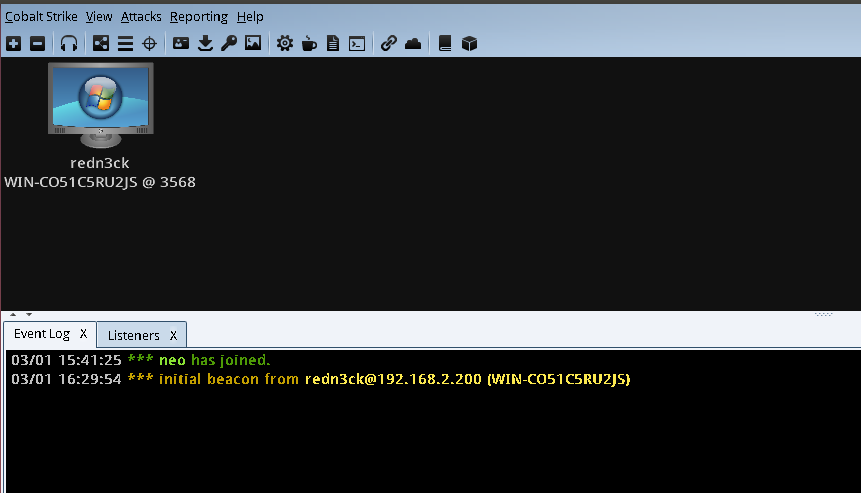 Cobalt Strike View Attacks Reporting Help
redn3ck
WIN-CO51C5RU2JS @ 3568
Event Log X Listeners X
03/01 15:41:25 *** neo has joined.
03/01 16:29:54 *** initial beacon from redn3ck@192.168.2.200 (WIN-CO51C5RU2JS)